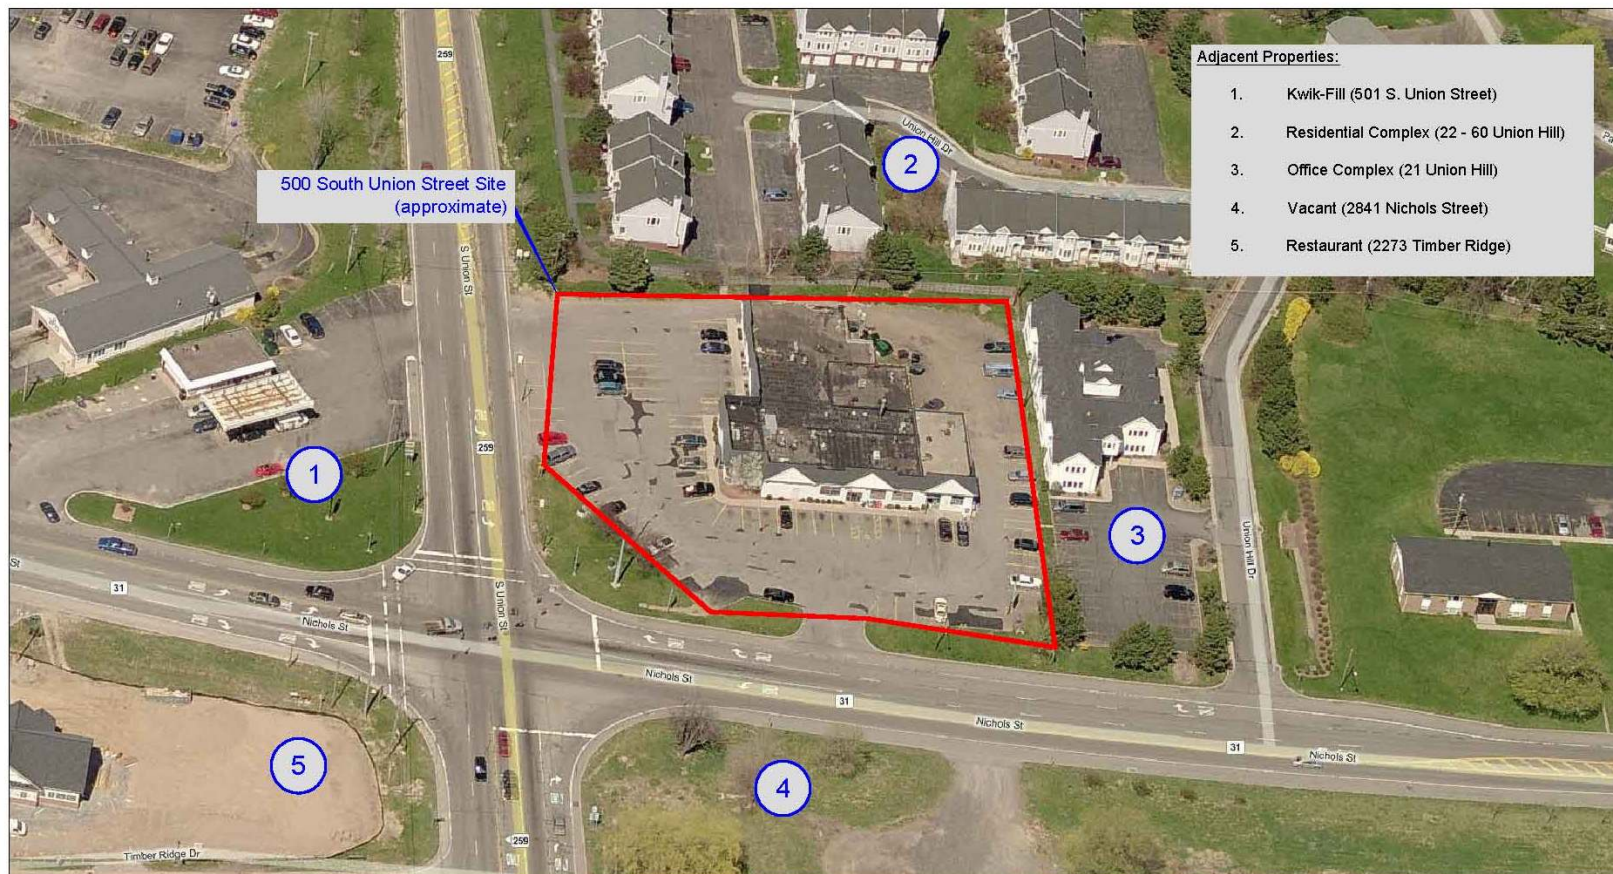 259
Adjacent Properties:
1. Kwik-Fill (501 S. Union Street)
2. Residential Complex (22 - 60 Union Hill)
3. Office Complex (21 Union Hill)
4. Vacant (2841 Nichols Street)
5. Restaurant (2273 Timber Ridge)
Union Hill Dr
2
500 South Union Street Site
(approximate)
S Union St
259
1
3
Union Hill Dr
St
31
S Union St
Nichols St
Nichols St
31
Nichols St
31
Nichols St
5
4
259
Timber Ridge Dr